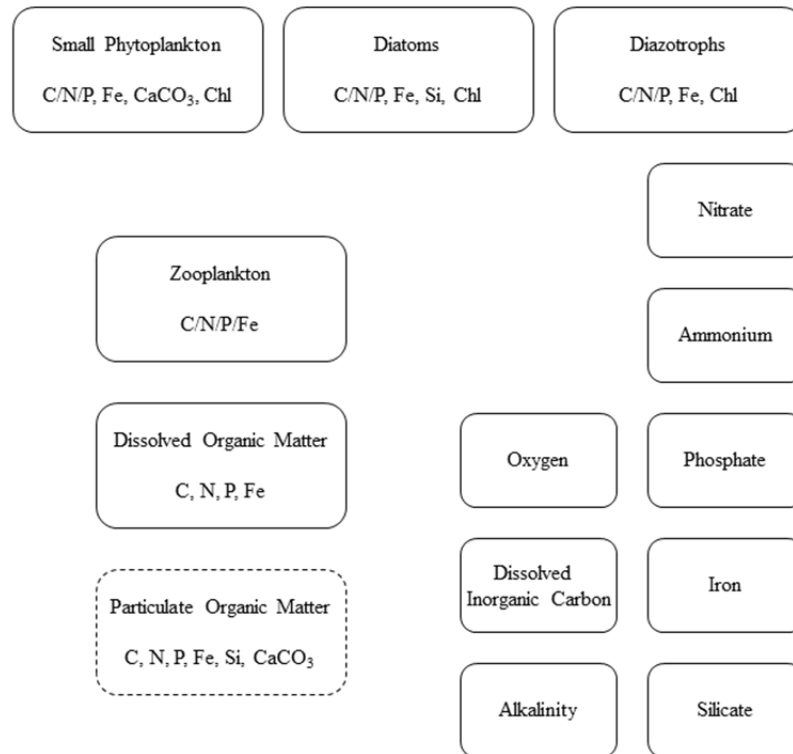 Small Phytoplankton
C/N/P, Fe, CaCO₃, Chl
Diatoms
C/N/P, Fe, Si, Chl
Diazotrophs
C/N/P, Fe, Chl
Nitrate
Zooplankton
C/N/P/Fe
Ammonium
Dissolved Organic Matter
C, N, P, Fe
Oxygen
Phosphate
Particulate Organic Matter
C, N, P, Fe, Si, CaCO₃
Dissolved
Inorganic Carbon
Iron
Alkalinity
Silicate